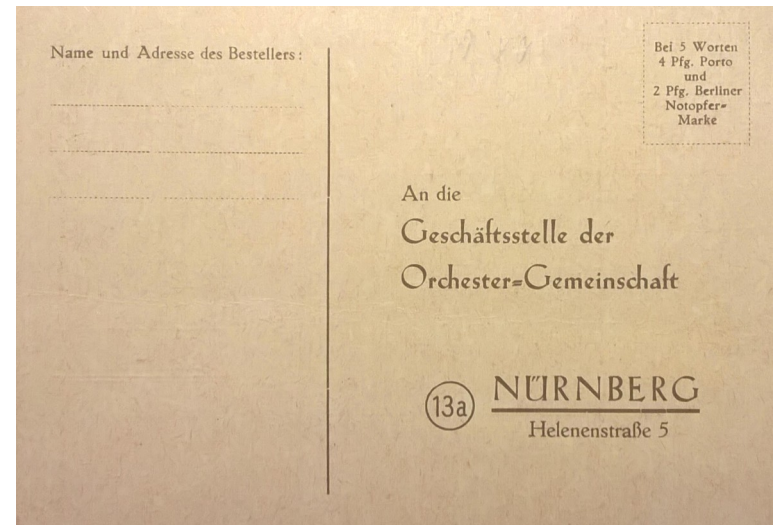 Name und Adresse des Bestellers:
Bei 5 Worten
4 Pfg. Porto
und
2 Pfg. Berliner
Notopfer=
Marke
An die
Geschäftsstelle der
Orchester=Gemeinschaft
13a NÜRNBERG
Helenenstraße 5